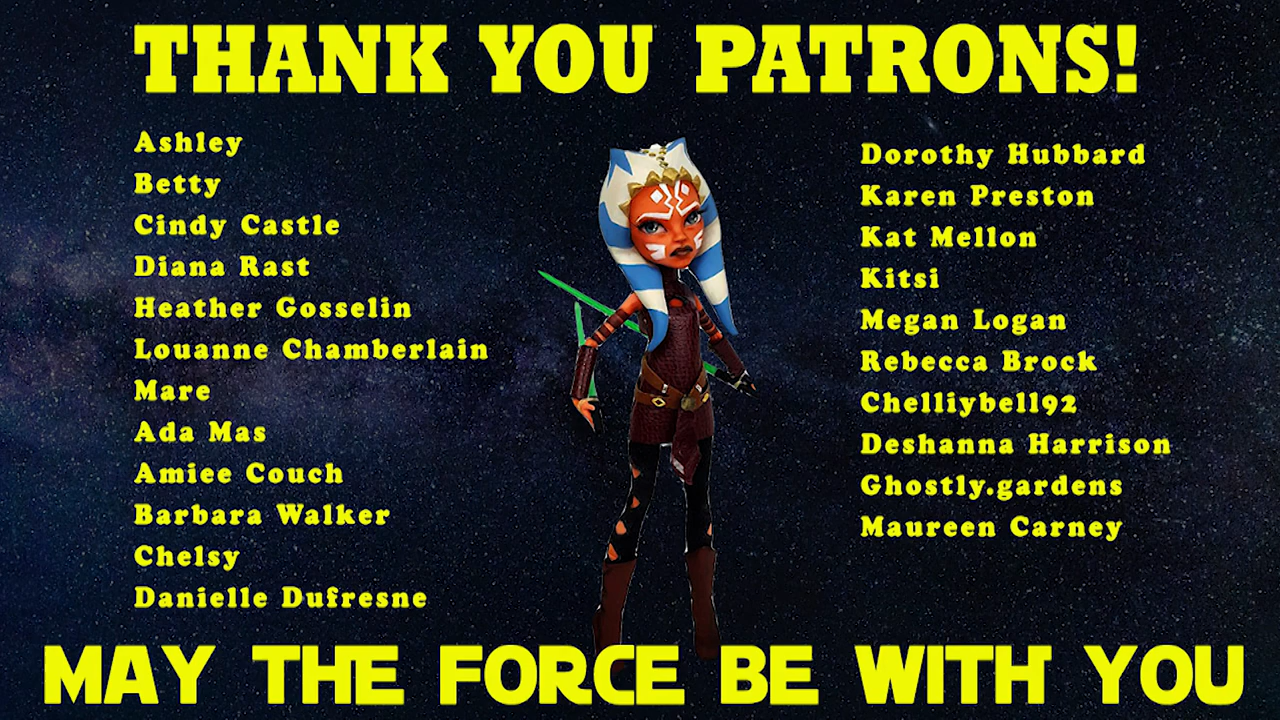 THANK YOU PATRONS!
Ashley
Betty
Cindy Castle
Diana Rast
Heather Gosselin
Louanne Chamberlain
Mare
Ada Mas
Amiee Couch
Barbara Walker
Chelsy
Danielle Dufresne
Dorothy Hubbard
Karen Preston
Kat Mellon
Kitsi
Megan Logan
Rebecca Brock
Chelliybell92
Deshanna Harrison
Ghostly.gardens
Maureen Carney
MAY THE FORCE BE WITH YOU